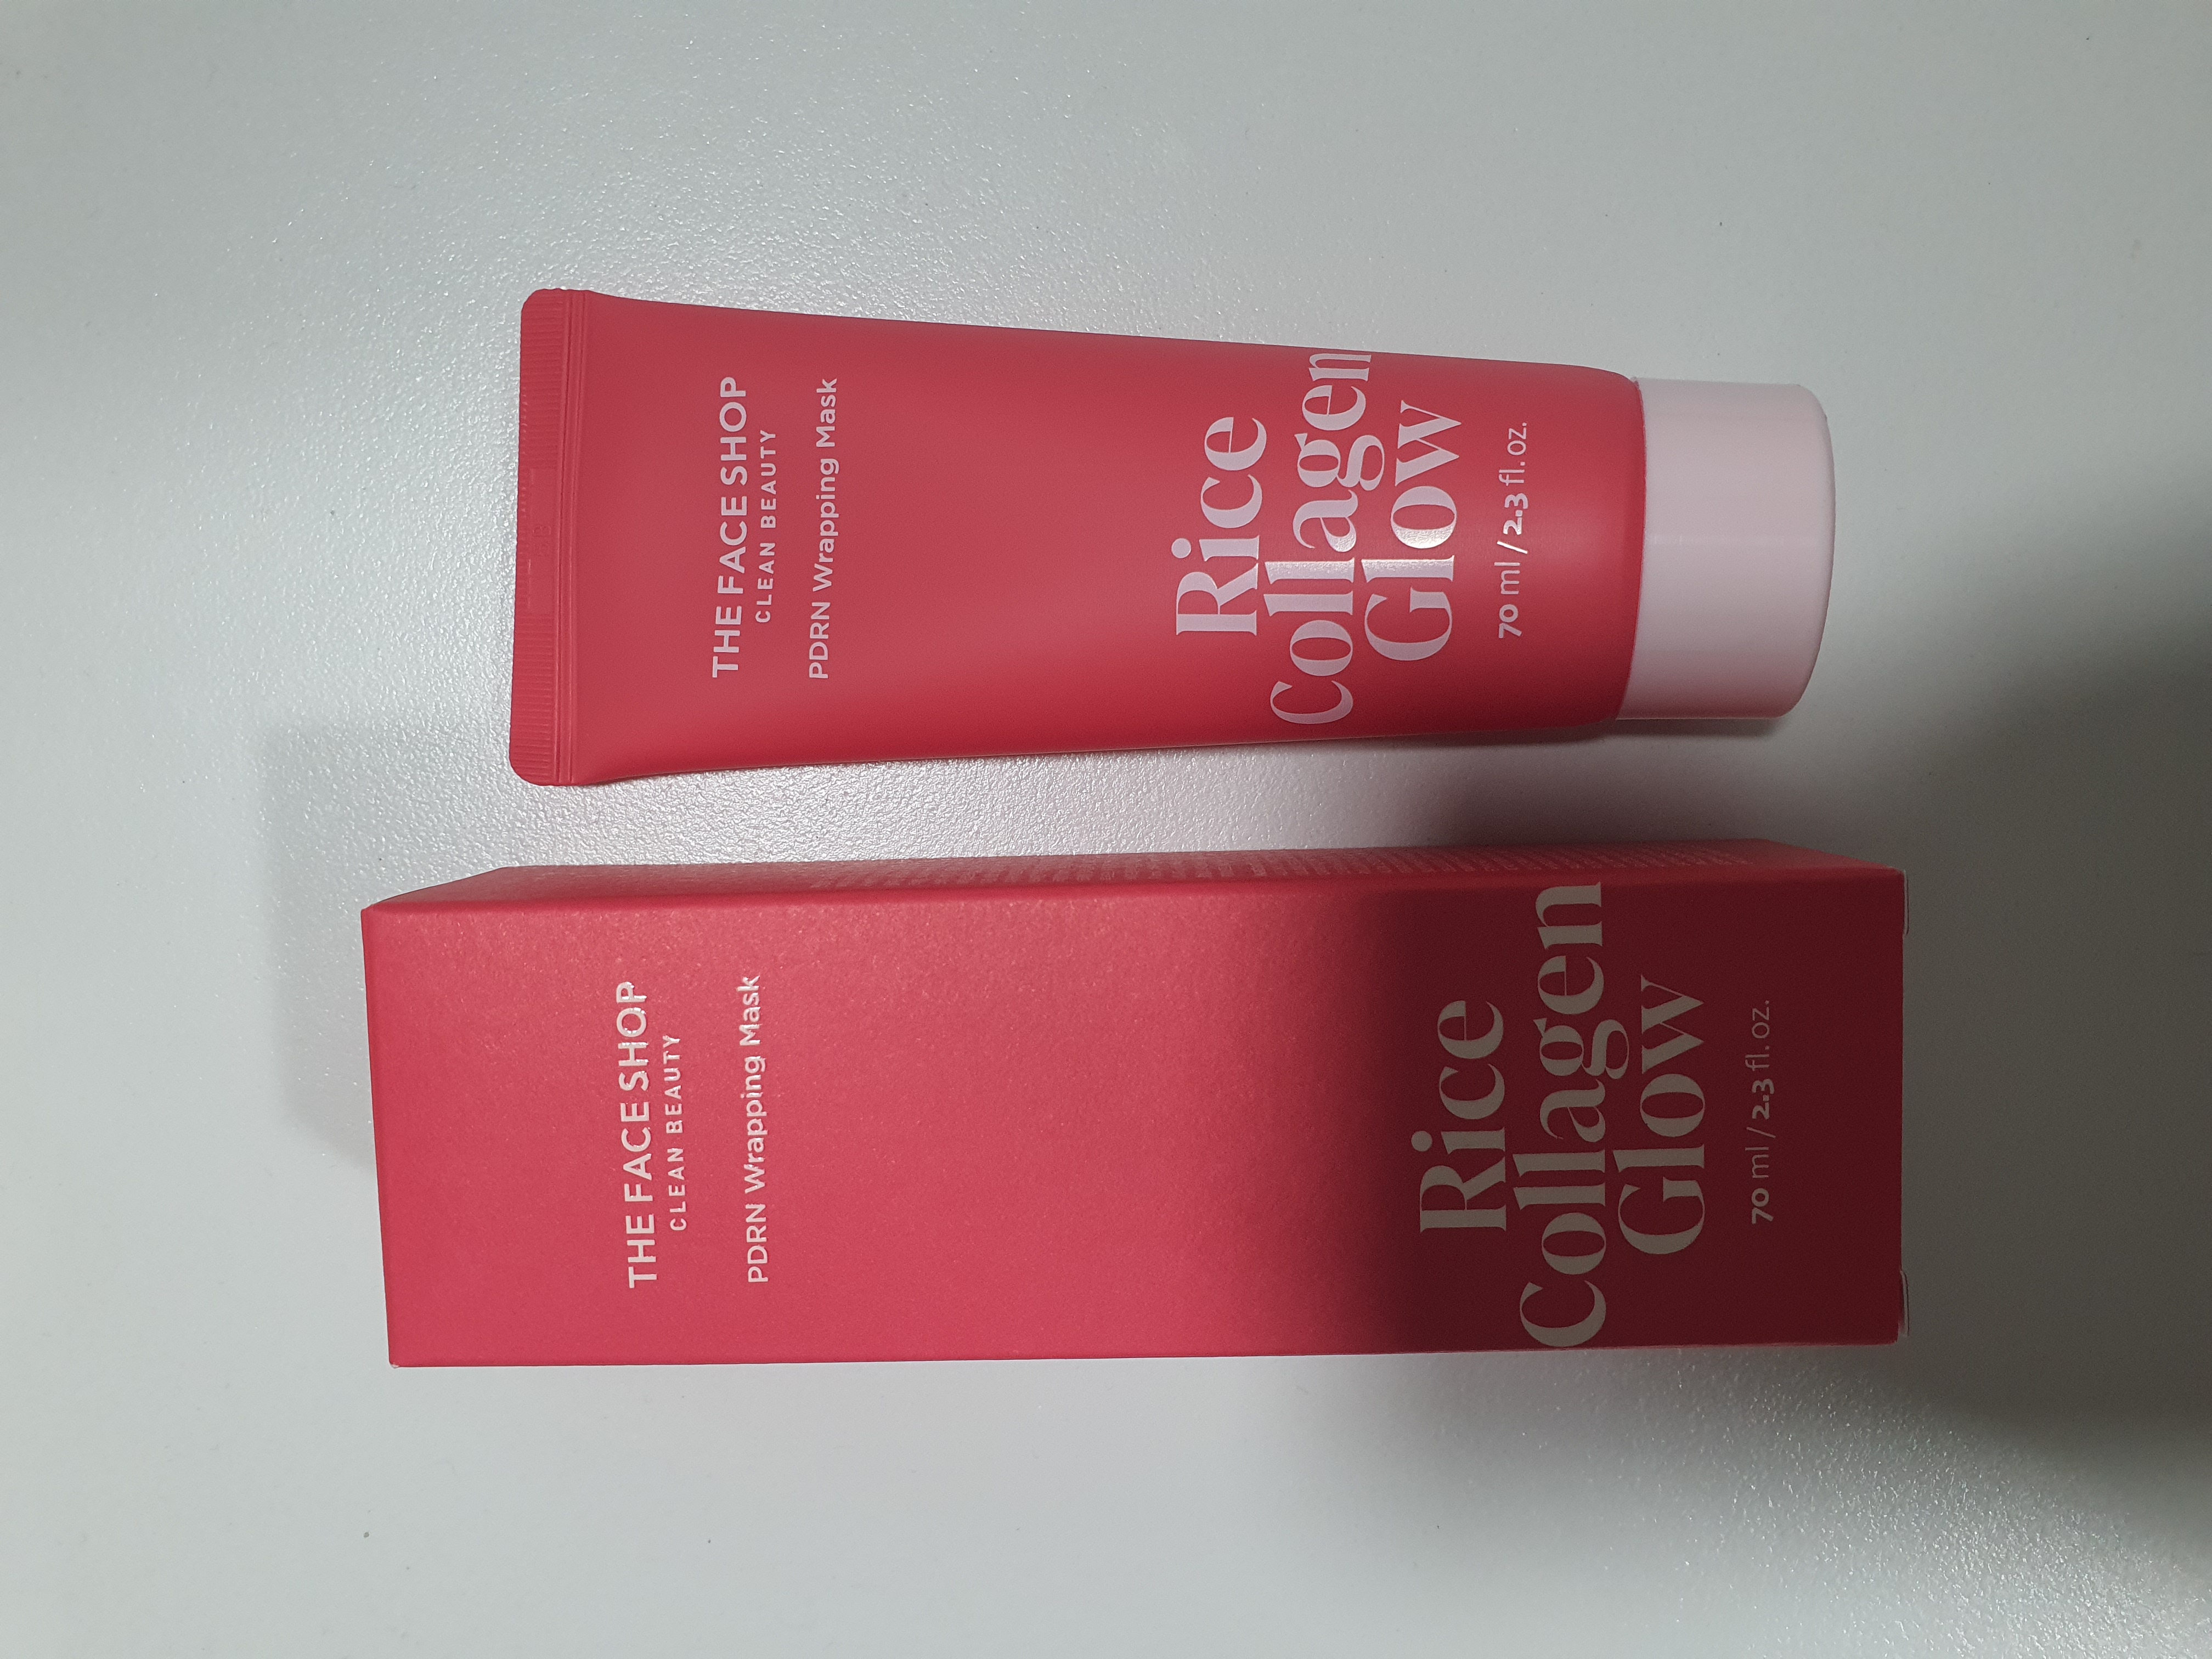 THE FACE SHOP
CLEAN BEAUTY
PDRN Wrapping Mask
Rice
Collagen
Glow
70 ml / 2.3 fl. oz.
THE FACE SHOP
CLEAN BEAUTY
PDRN Wrapping Mask
Rice
Collagen
Glow
70 ml / 2.3 fl. oz.